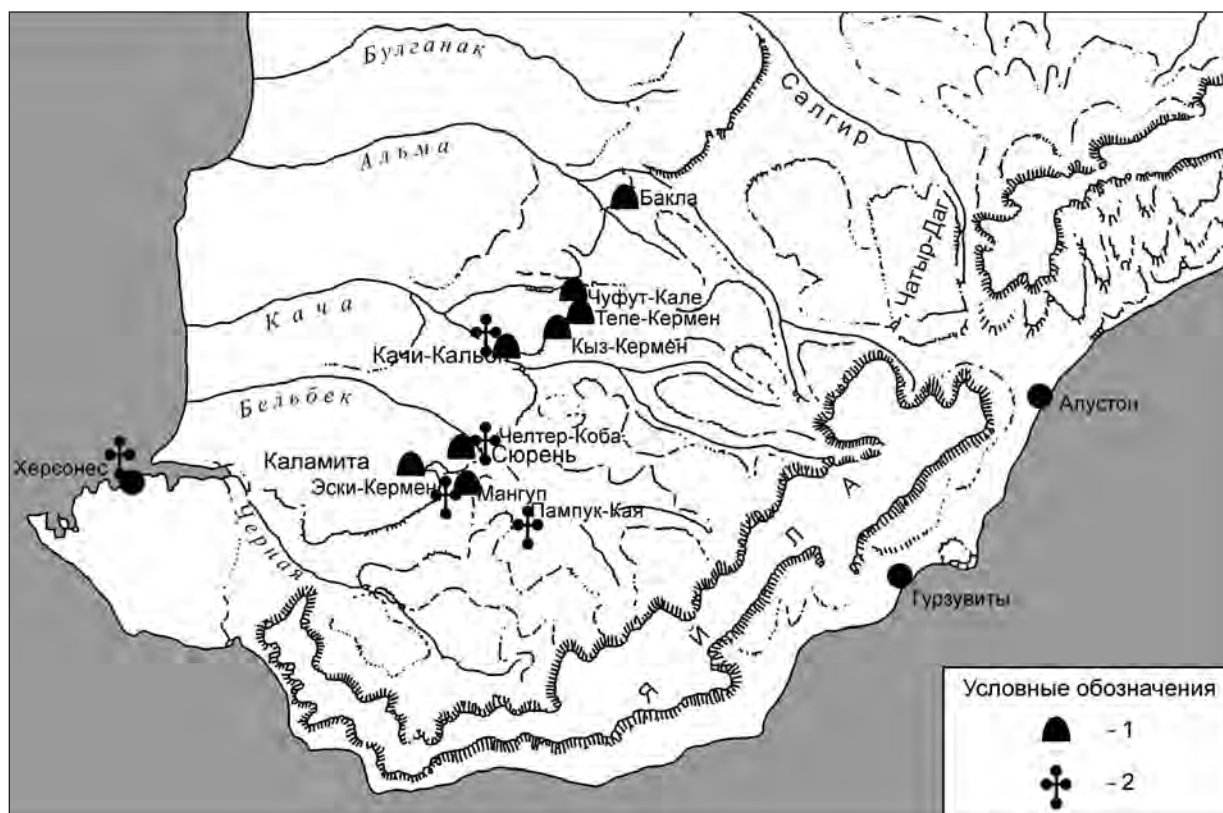 Булганак
Альма
Салгир
Бакла
Чатыр-Даг
Чуфут-Кале
Тепе-Кермен
Кача
Кыз-Кермен
Качи-Кальон
Бельбек
Алустон
Челтер-Коба
Сюрень
Херсонес
Каламита
Эски-Кермен
Мангуп
Пампук-Кая
Черная
ЯЙЛА
Гурзувиты
Условные обозначения
- 1
- 2